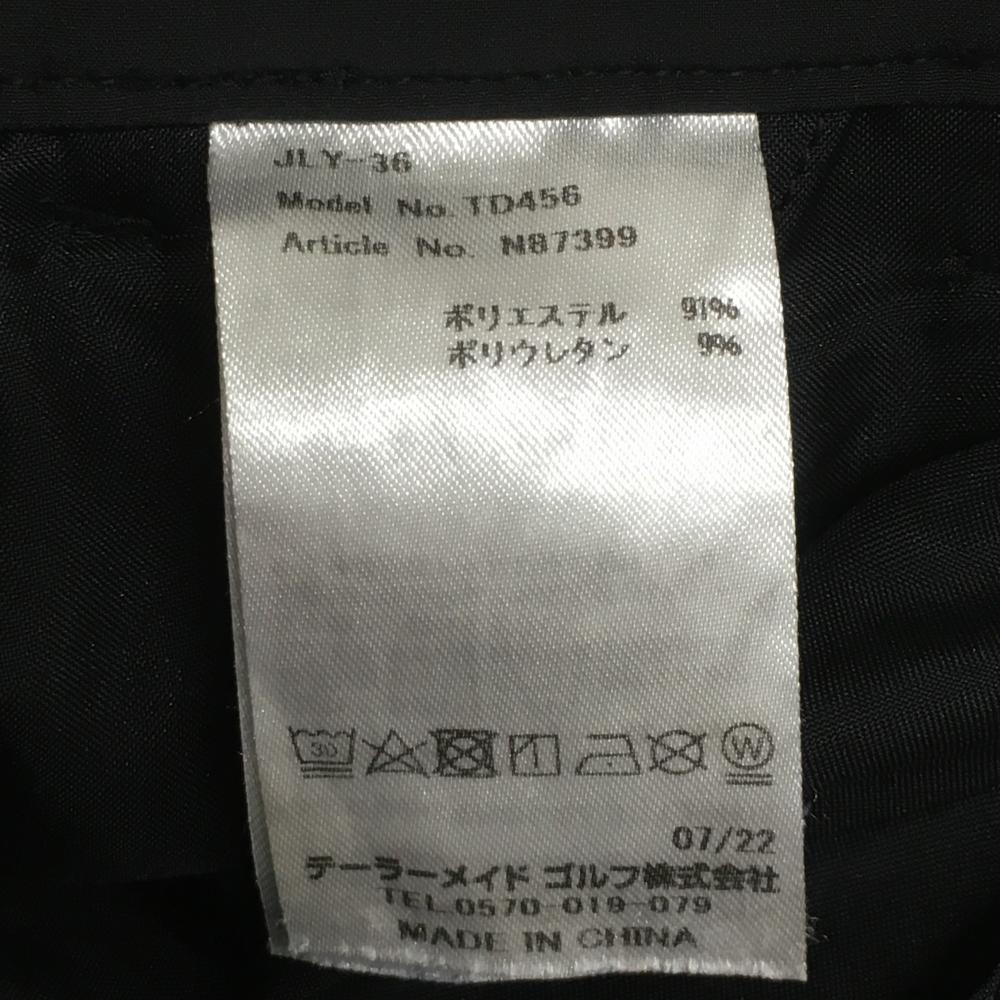 JLY-36
Model No. TD456
Article No. N87399
ポリエステル 91%
ポリウレタン 9%
30
W
07/22
テーラーメイド ゴルフ株式会社
TEL 0570-019-079
MADE IN CHINA